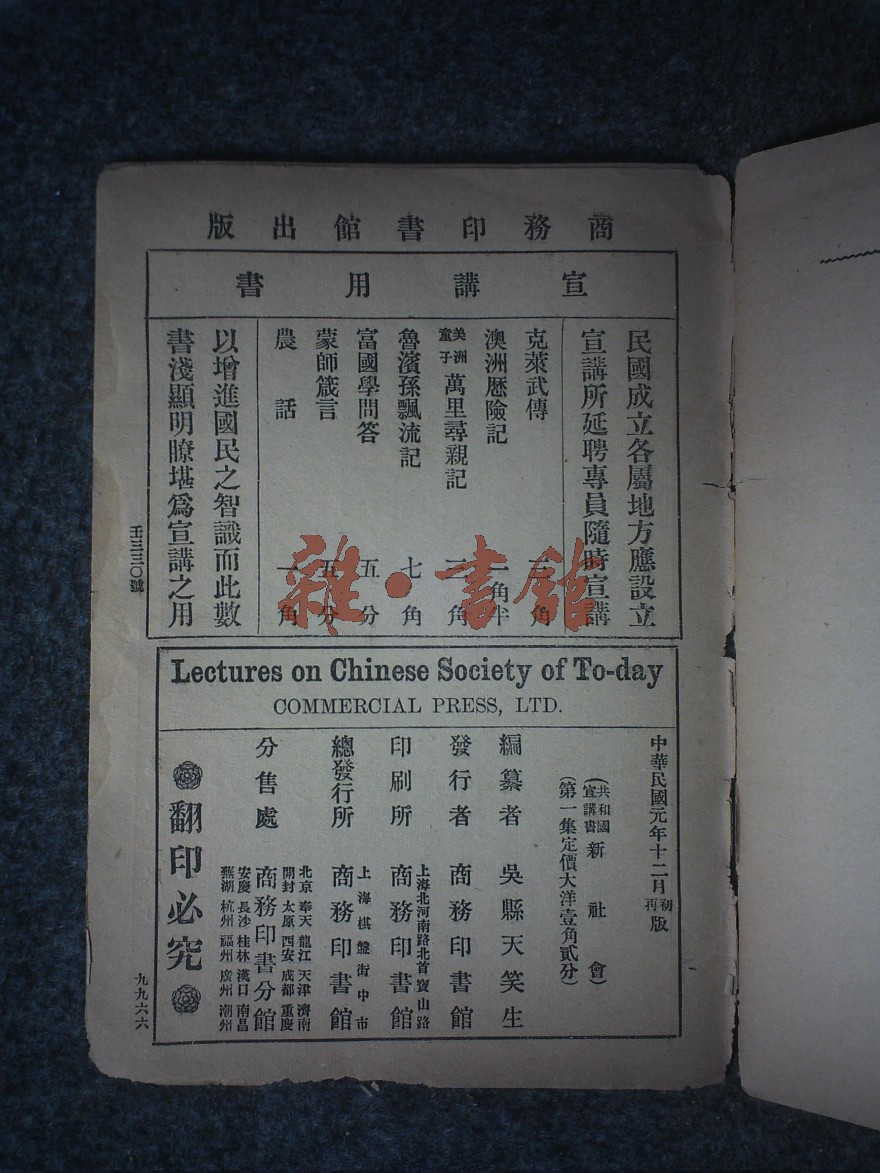 商務印書館出版
宣講用書
民國成立各屬地方應設立
宣講所延聘專員隨時宣講
克萊武傳 角
澳洲歷險記 一角半
美洲童子萬里尋親記 角
魯濱孫飄流記 七角
富國學問答 五分
蒙師箴言 五分
農話 一角
以增進國民之智識而此數
書淺顯明瞭堪為宣講之用
壬三三〇號
雜·書館
Lectures on Chinese Society of To-day
COMMERCIAL PRESS, LTD.
中華民國元年十二月初再版
(共和國宣講書新社會)
(第一集定價大洋壹角貳分)
編纂者 吳縣天笑生
發行者 商務印書館
印刷所 上海北河南路北首寶山路 商務印書館
總發行所 上海棋盤街中市 商務印書館
分售處 北京 奉天 龍江 天津 濟南
開封 太原 西安 成都 重慶
商務印書分館
安慶 長沙 桂林 漢口 南昌
蕪湖 杭州 福州 廣州 潮州
翻印必究
九九六六